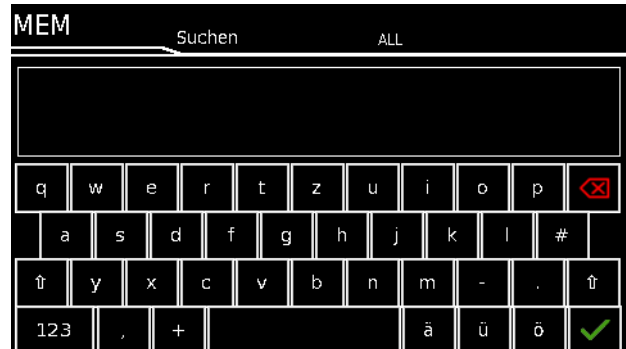 MEM
Suchen ALL
q w e r t z u i o p
a s d f g h j k l #
⇧ y x c v b n m - . ⇧
123 , + ä ü ö